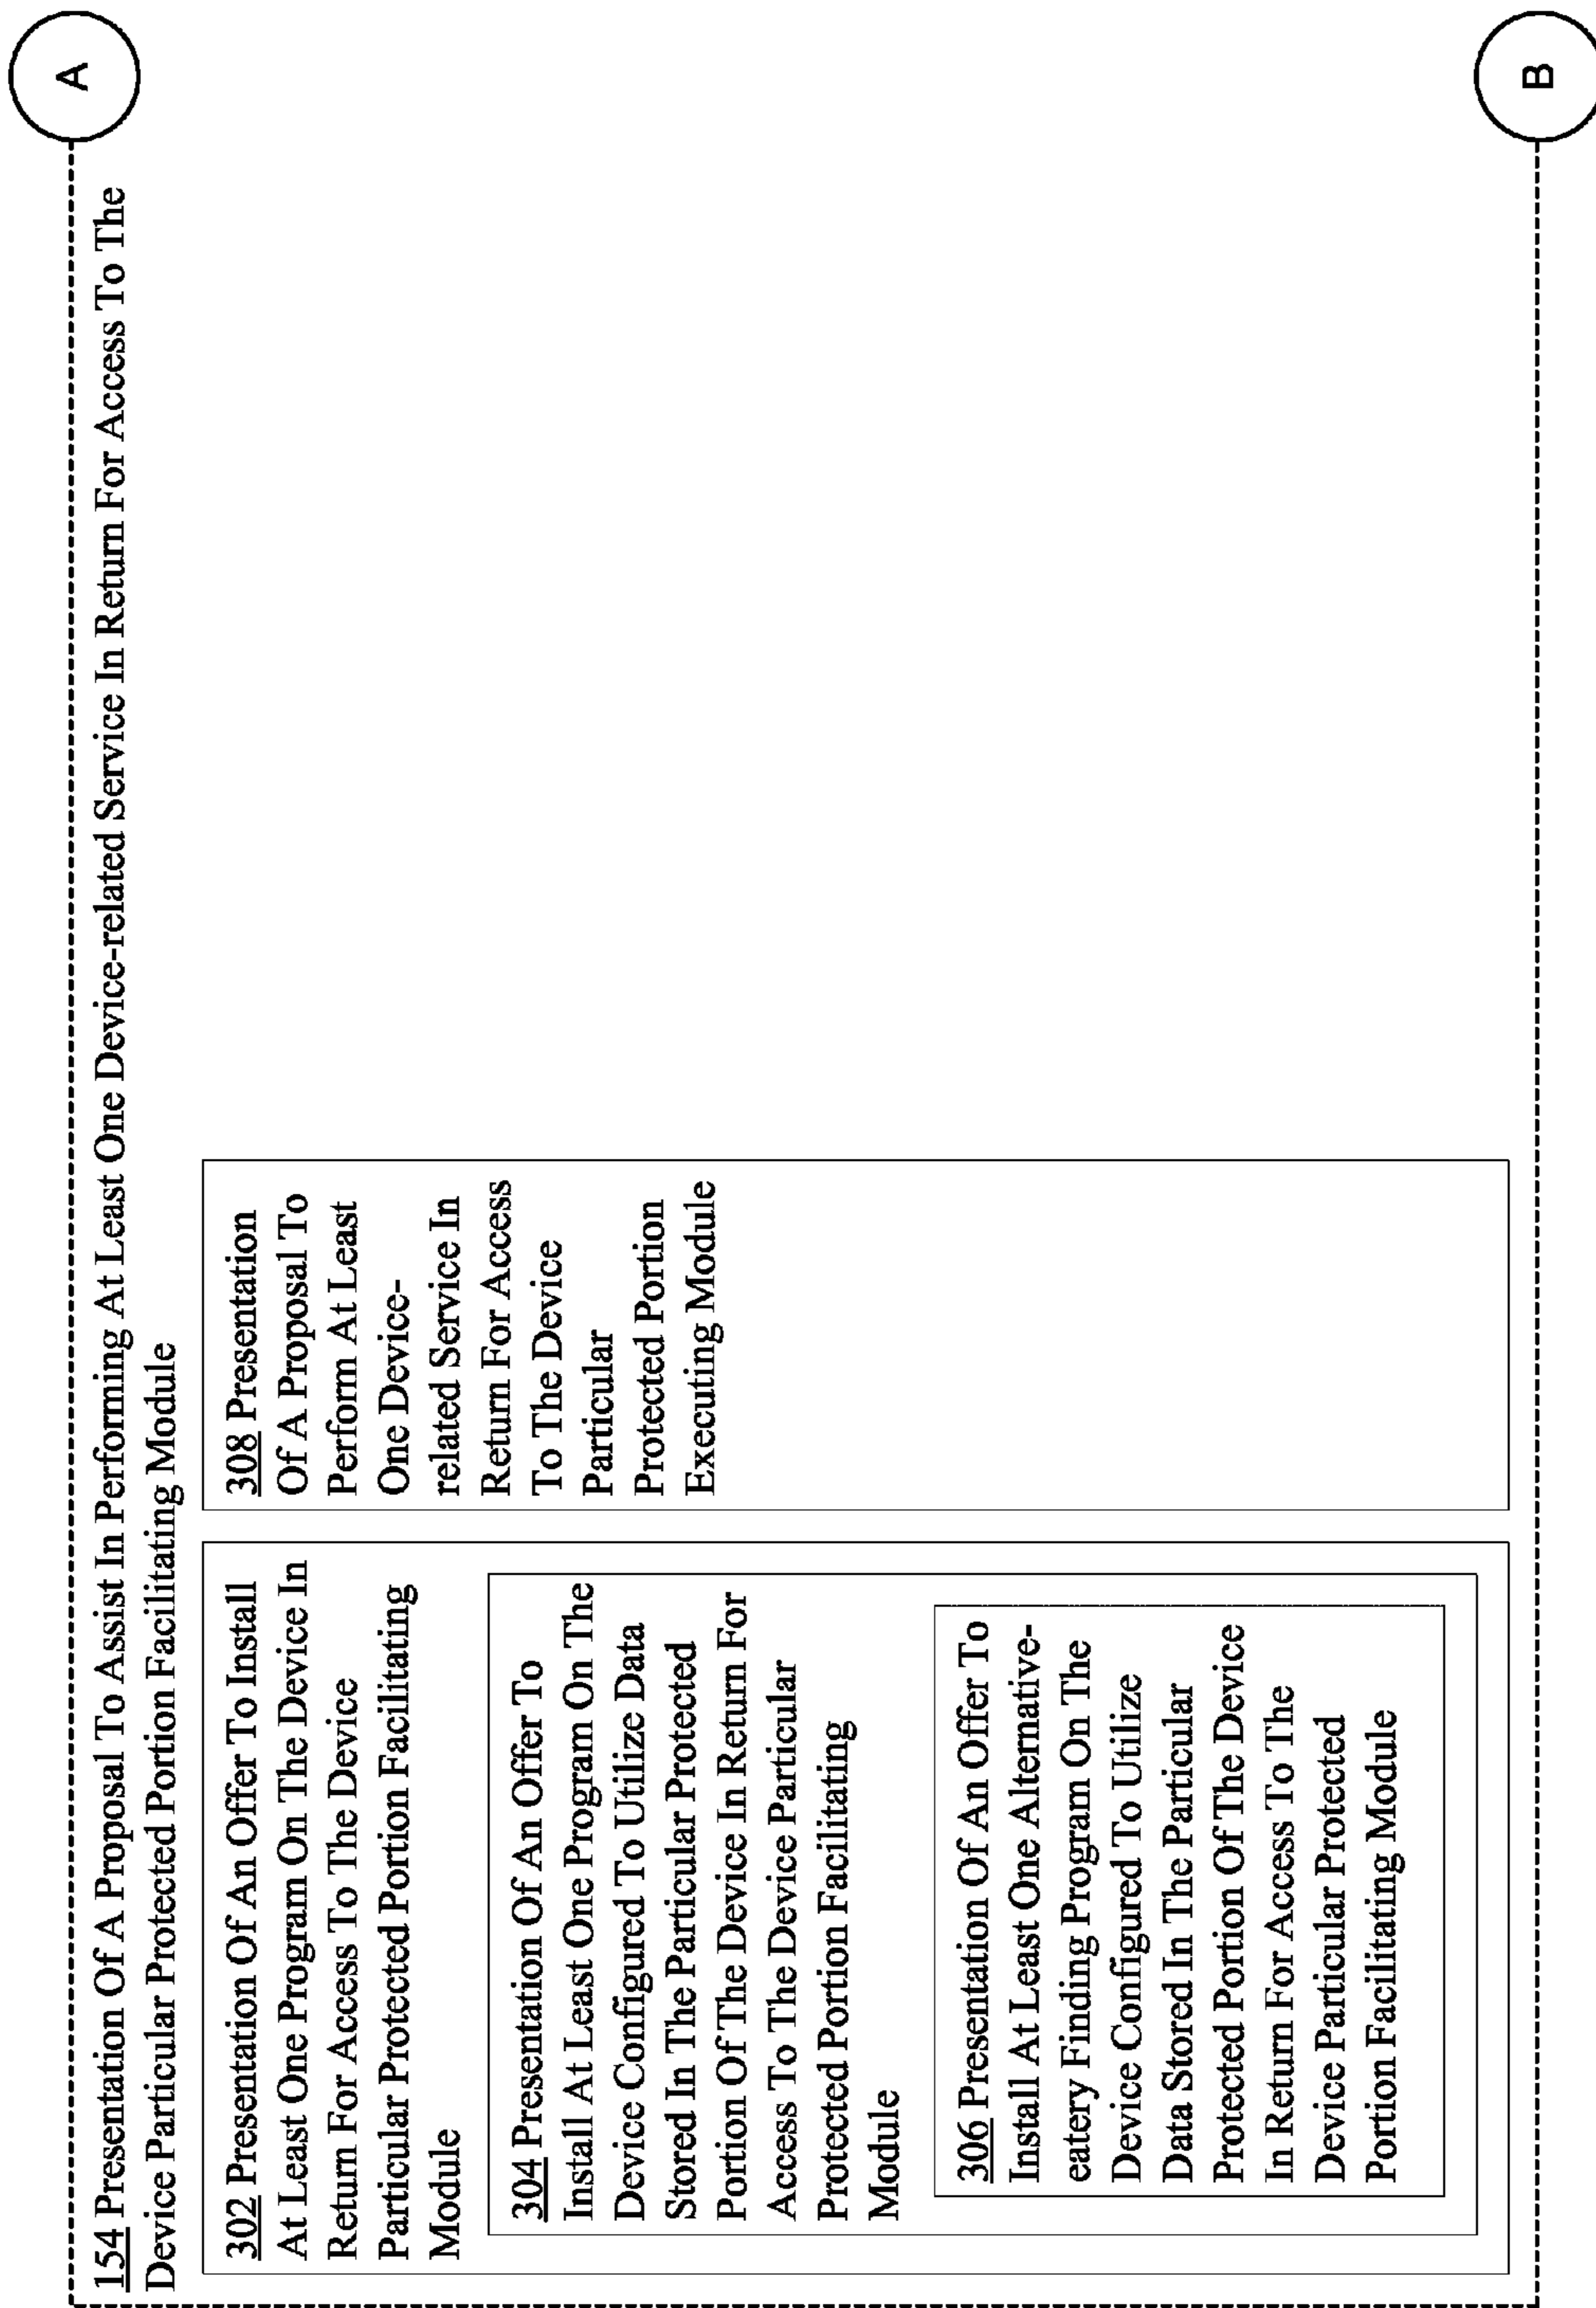 A
154 Presentation Of A Proposal To Assist In Performing At Least One Device-related Service In Return For Access To The
Device Particular Protected Portion Facilitating Module
302 Presentation Of An Offer To Install
At Least One Program On The Device In
Return For Access To The Device
Particular Protected Portion Facilitating
Module
304 Presentation Of An Offer To
Install At Least One Program On The
Device Configured To Utilize Data
Stored In The Particular Protected
Portion Of The Device In Return For
Access To The Device Particular
Protected Portion Facilitating
Module
306 Presentation Of An Offer To
Install At Least One Alternative-
eatery Finding Program On The
Device Configured To Utilize
Data Stored In The Particular
Protected Portion Of The Device
In Return For Access To The
Device Particular Protected
Portion Facilitating Module
308 Presentation
Of A Proposal To
Perform At Least
One Device-
related Service In
Return For Access
To The Device
Particular
Protected Portion
Executing Module
B